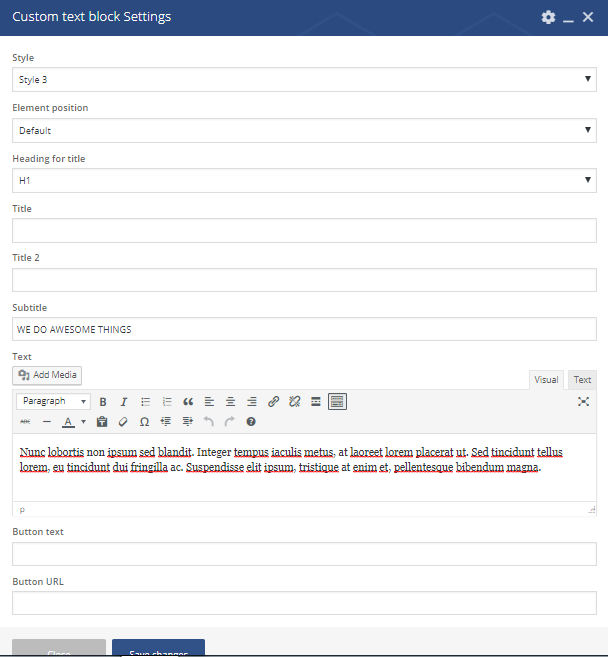 Custom text block Settings
Style
Style 3
Element position
Default
Heading for title
H1
Title
Title 2
Subtitle
WE DO AWESOME THINGS
Text
Add Media
Visual Text
Paragraph B I
ABC A
Nunc lobortis non ipsum sed blandit. Integer tempus iaculis metus, at laoreet lorem placerat ut. Sed tincidunt tellus
lorem, eu tincidunt dui fringilla ac. Suspendisse elit ipsum, tristique at enim et, pellentesque bibendum magna.
p
Button text
Button URL
Close Save changes